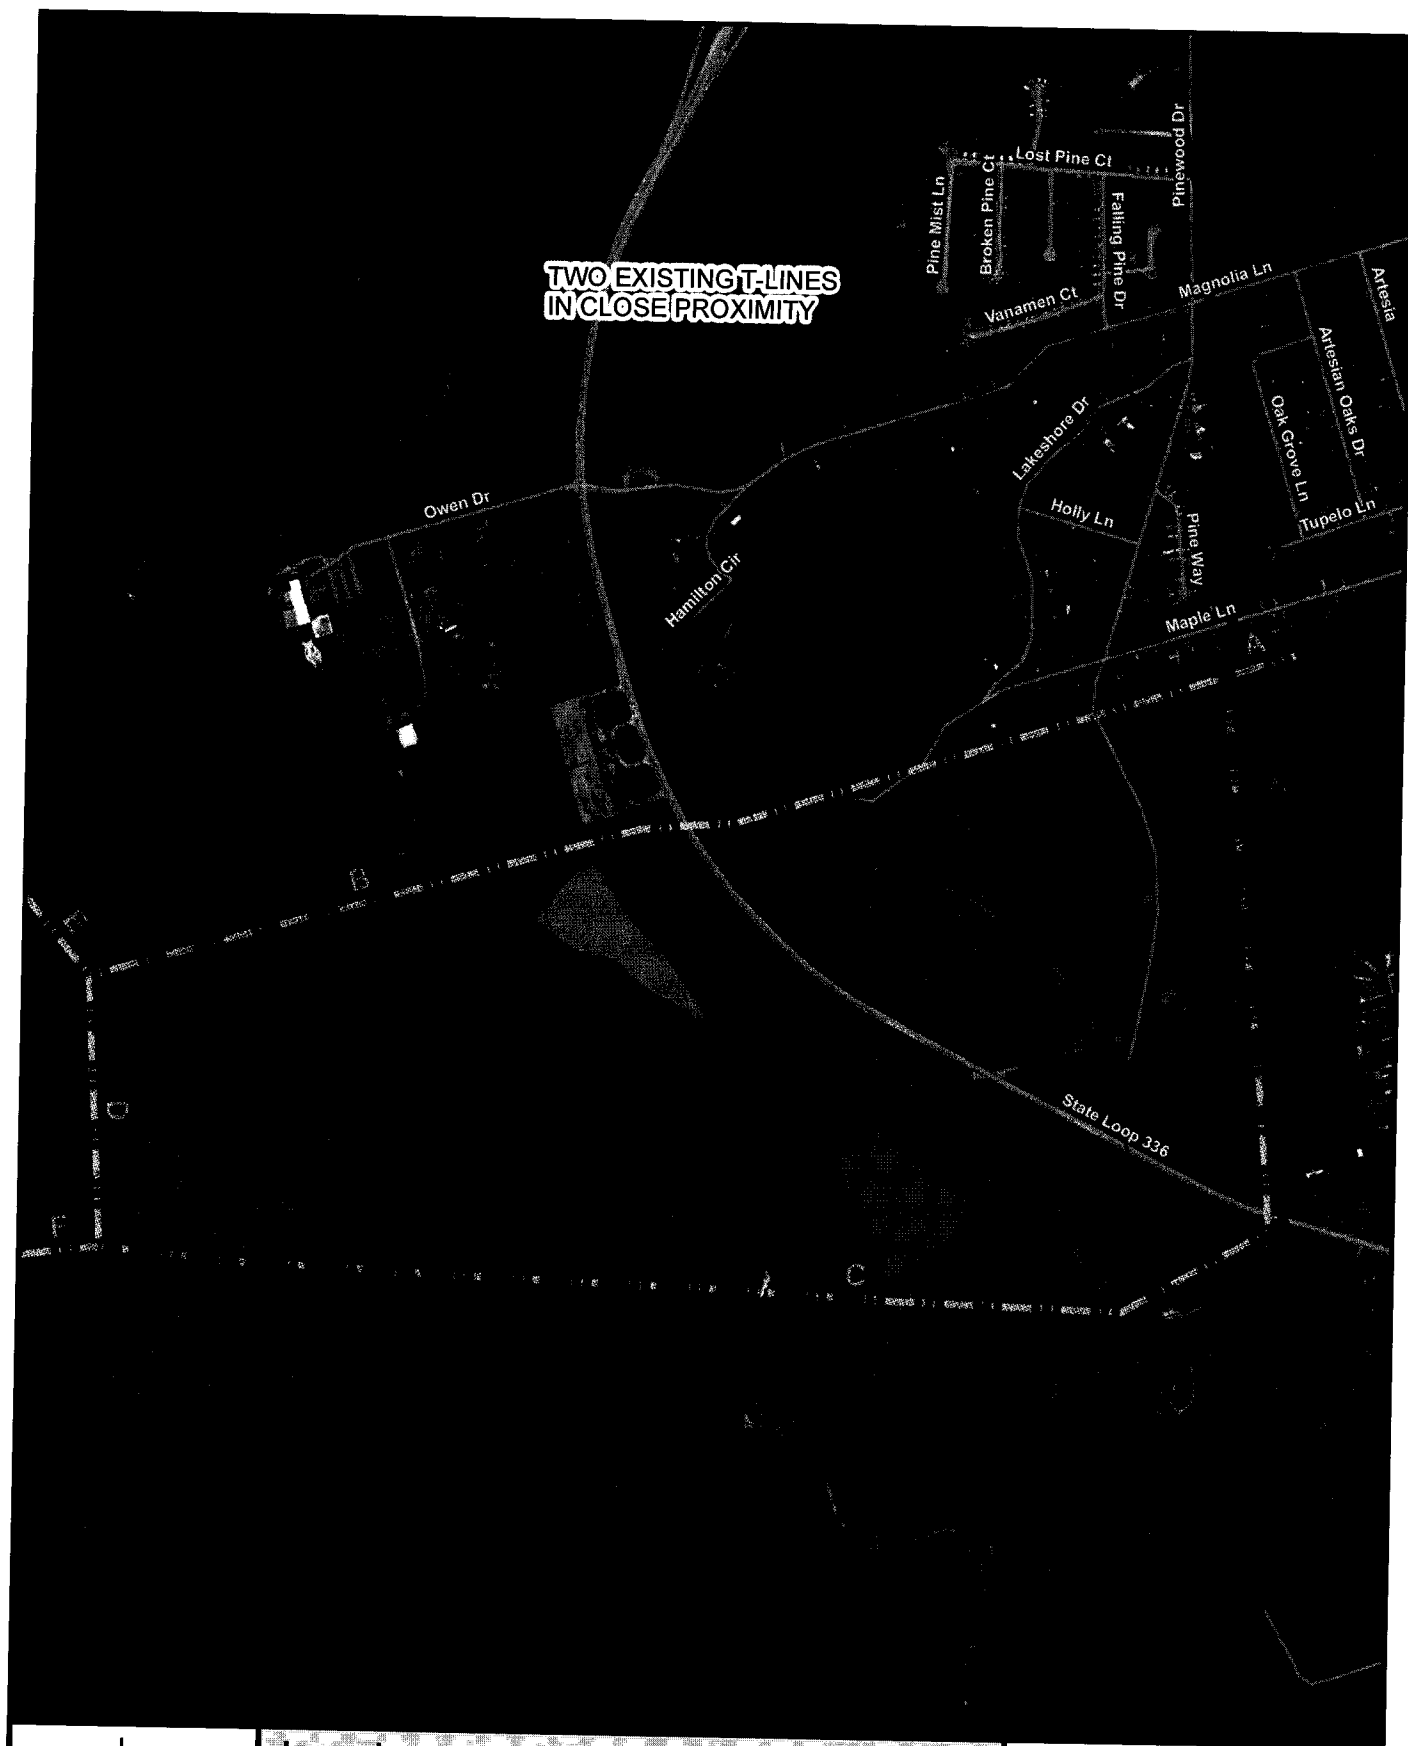 Lost Pine Ct
Pinewood Dr
Pine Mist Ln
Broken Pine Ct
Falling Pine Dr
TWO EXISTING T-LINES
IN CLOSE PROXIMITY
Vanamen Ct
Magnolia Ln
Artesia
Artesian Oaks Dr
Oak Grove Ln
Lakeshore Dr
Owen Dr
Holly Ln
Tupelo Ln
Pine Way
Hamilton Cir
Maple Ln
A
B
E
D
State Loop 336
F
C